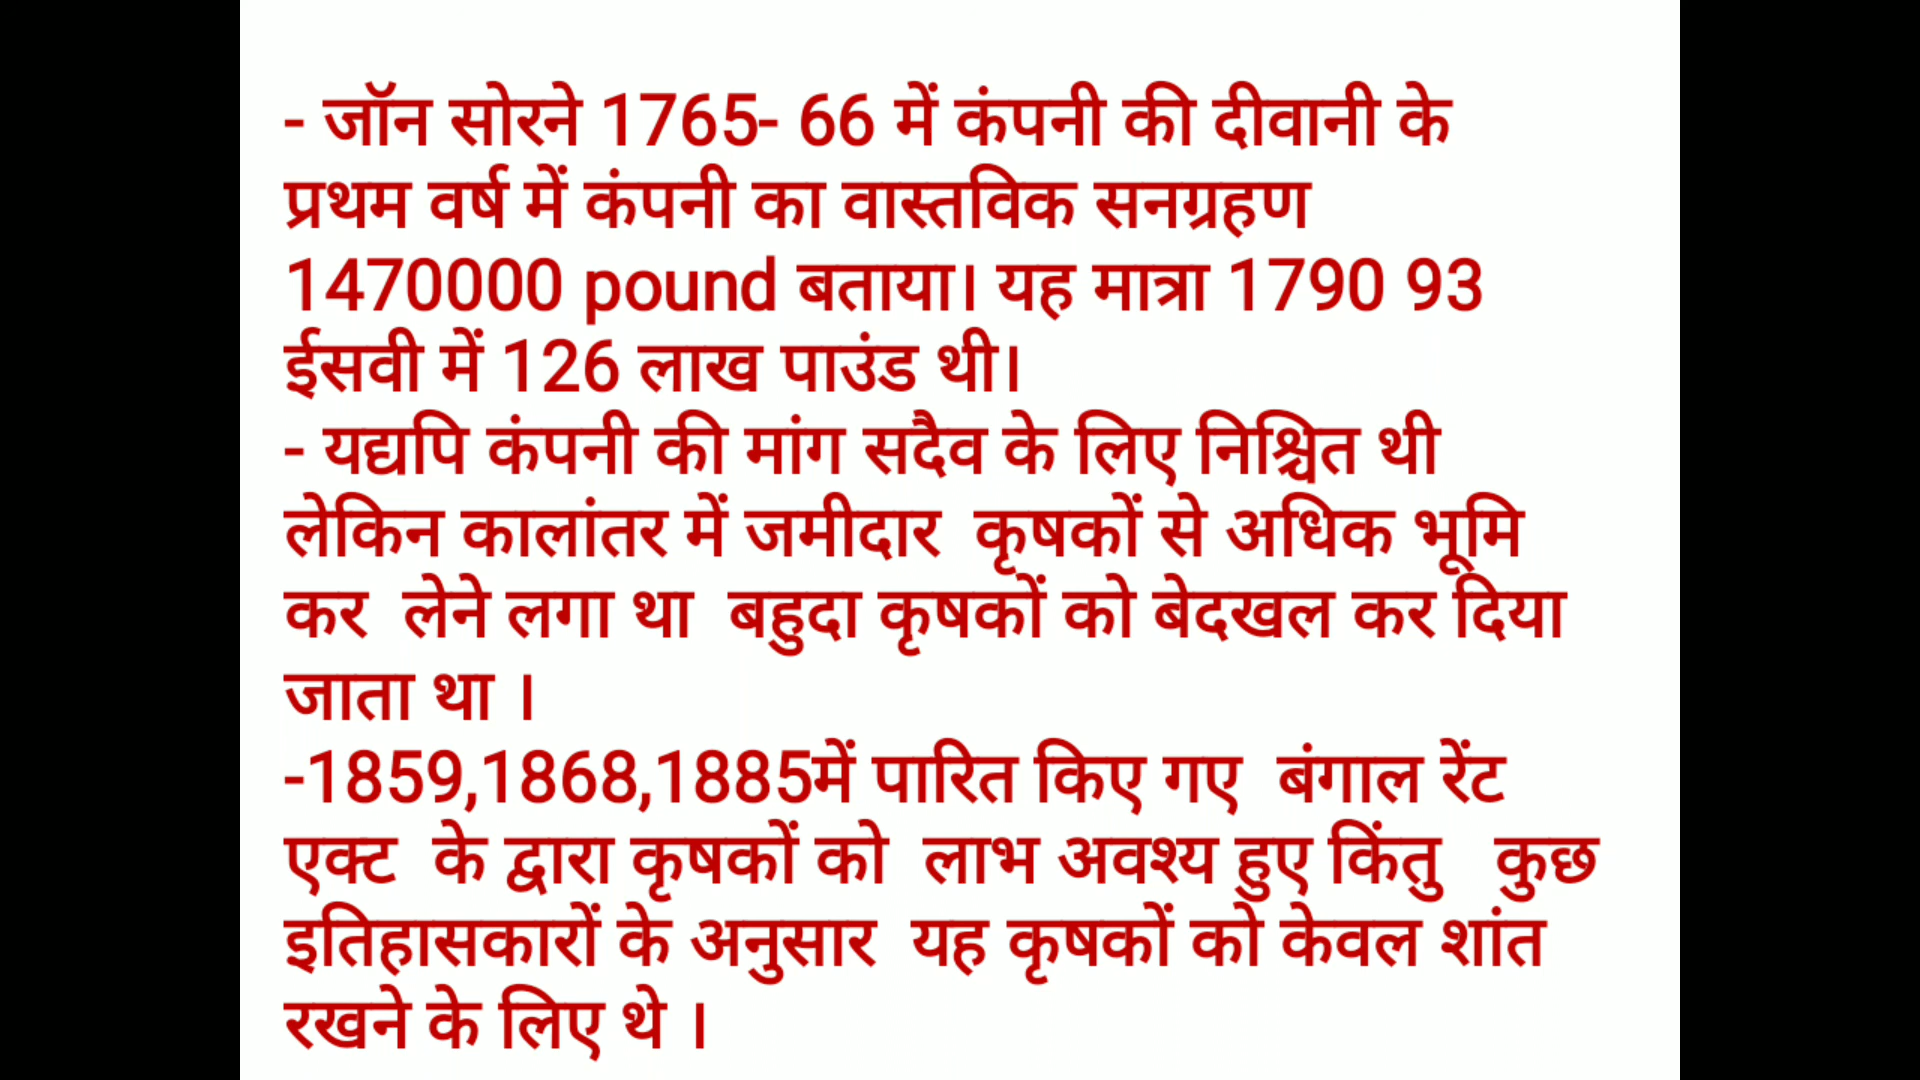 - जॉन सोरने 1765- 66 में कंपनी की दीवानी के
प्रथम वर्ष में कंपनी का वास्तविक सनग्रहण
1470000 pound बताया। यह मात्रा 1790 93
ईसवी में 126 लाख पाउंड थी।
- यद्यपि कंपनी की मांग सदैव के लिए निश्चित थी
लेकिन कालांतर में जमीदार  कृषकों से अधिक भूमि
कर  लेने लगा था  बहुदा कृषकों को बेदखल कर दिया
जाता था ।
-1859,1868,1885में पारित किए गए  बंगाल रेंट
एक्ट  के द्वारा कृषकों को  लाभ अवश्य हुए किंतु   कुछ
इतिहासकारों के अनुसार  यह कृषकों को केवल शांत
रखने के लिए थे ।